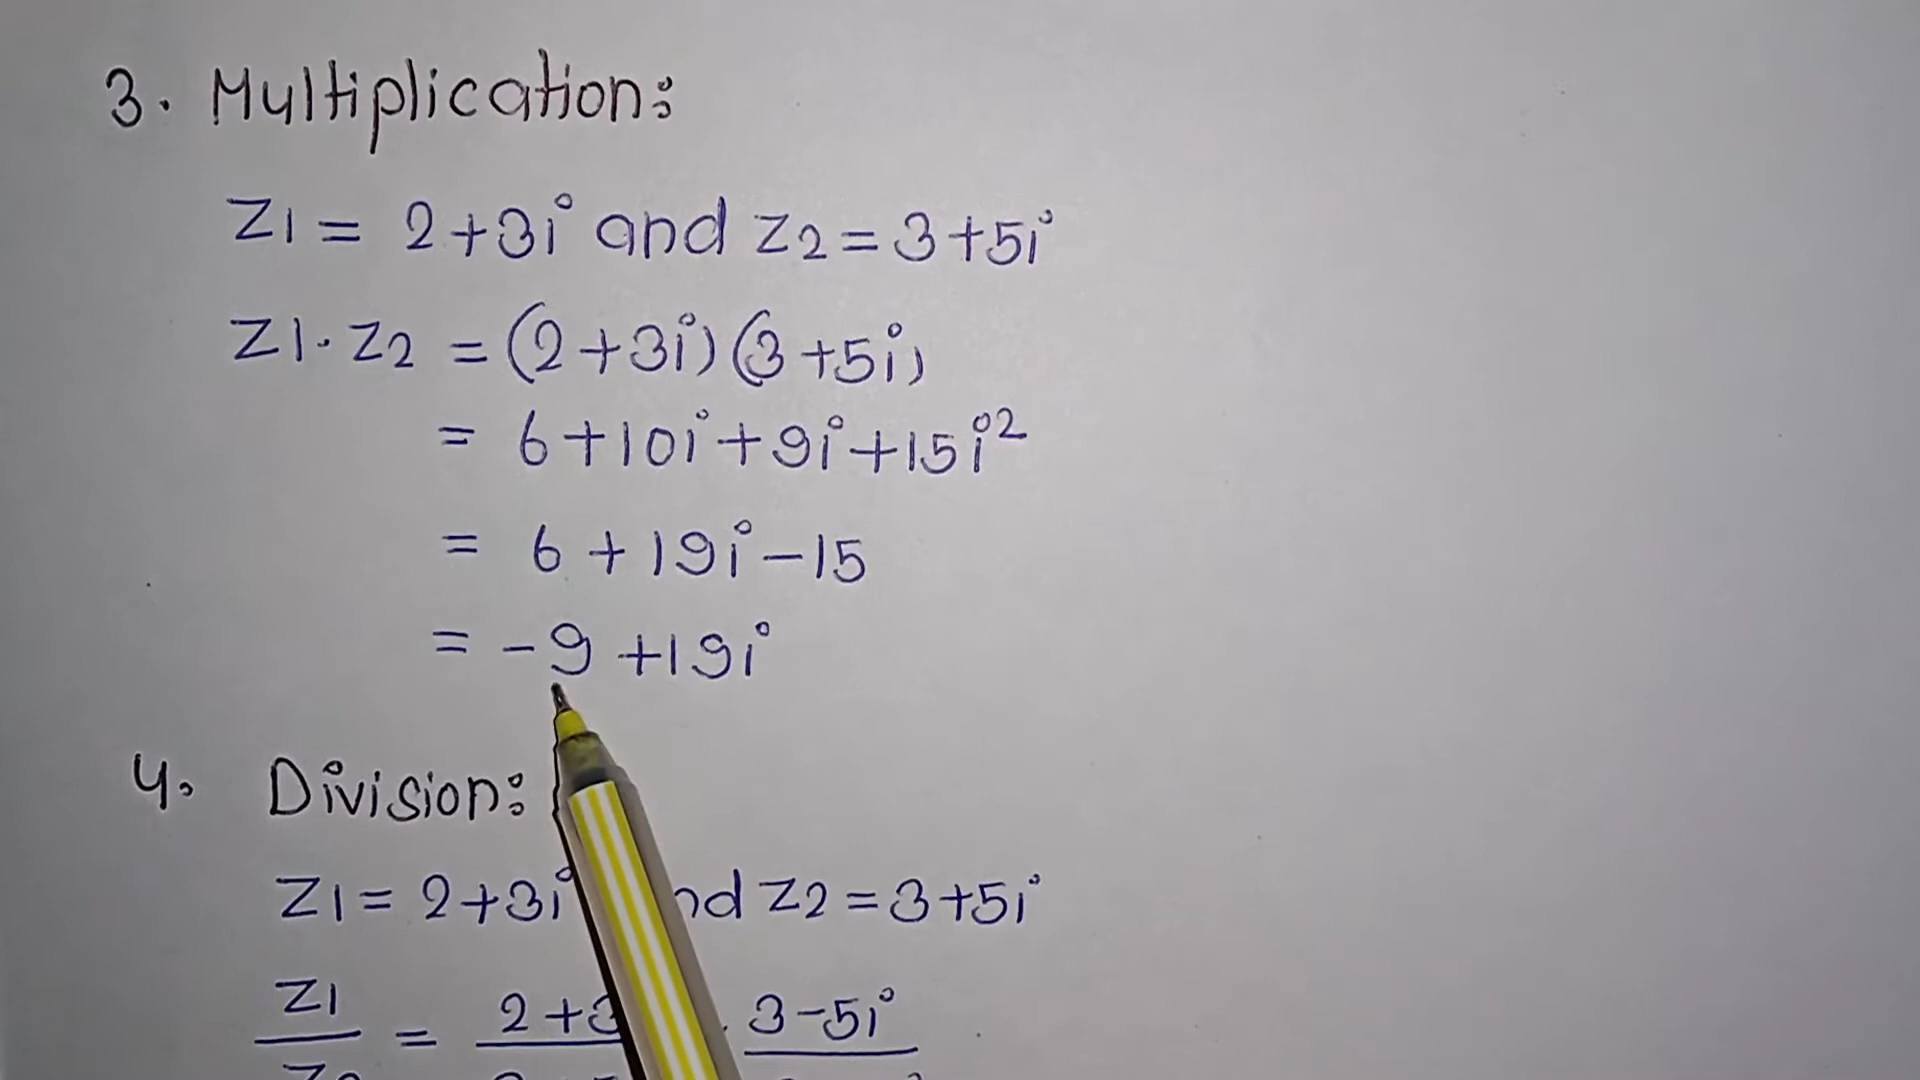 3. Multiplication:
Z1 = 2+3i and Z2 = 3+5i
Z1·Z2 = (2+3i)(3+5i)
= 6+10i+9i+15i²
= 6+19i-15
= -9+19i
4. Division:
Z1 = 2+3i Z2 = 3+5i
Z1 = 2+3 · 3-5i